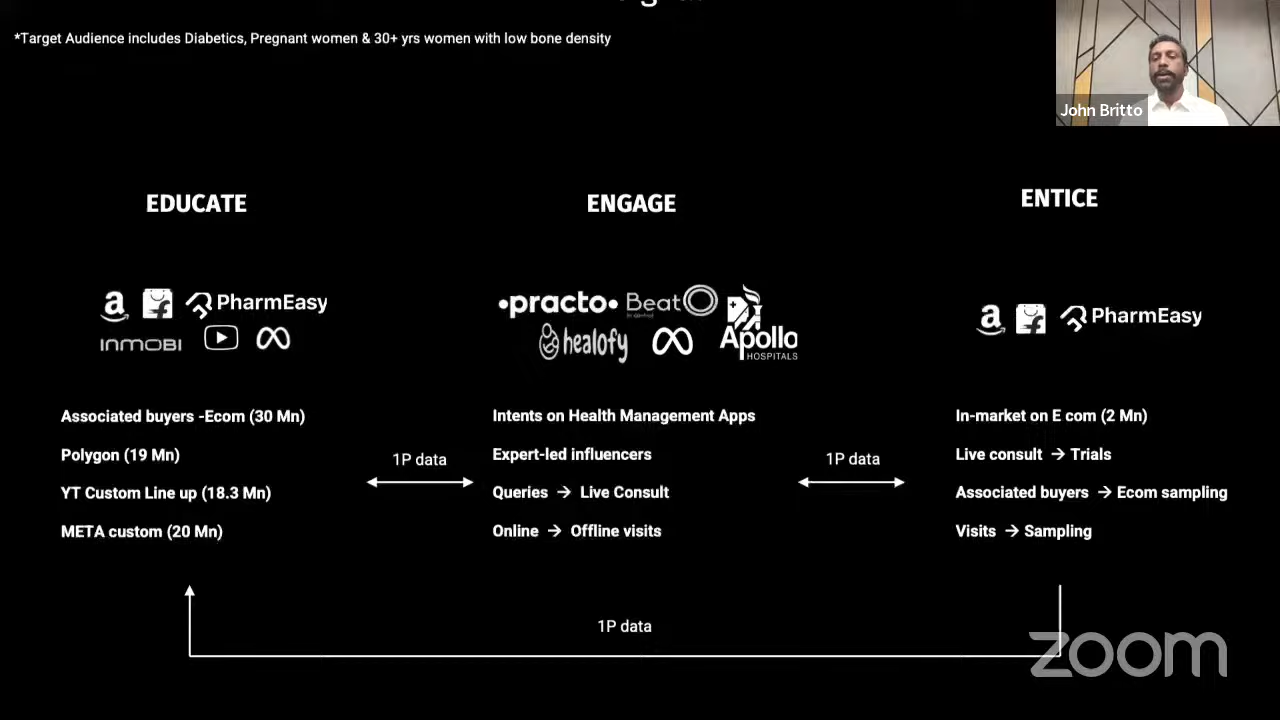 *Target Audience includes Diabetics, Pregnant women & 30+ yrs women with low bone density
John Britto
EDUCATE
ENGAGE
ENTICE
a
PharmEasy
INMOBI
•practo•
BeatO
healofy
Apollo
HOSPITALS
a
PharmEasy
Associated buyers -Ecom (30 Mn)
Polygon (19 Mn)
YT Custom Line up (18.3 Mn)
META custom (20 Mn)
1P data
Intents on Health Management Apps
Expert-led influencers
Queries → Live Consult
Online → Offline visits
1P data
In-market on E com (2 Mn)
Live consult → Trials
Associated buyers → Ecom sampling
Visits → Sampling
1P data
zoom